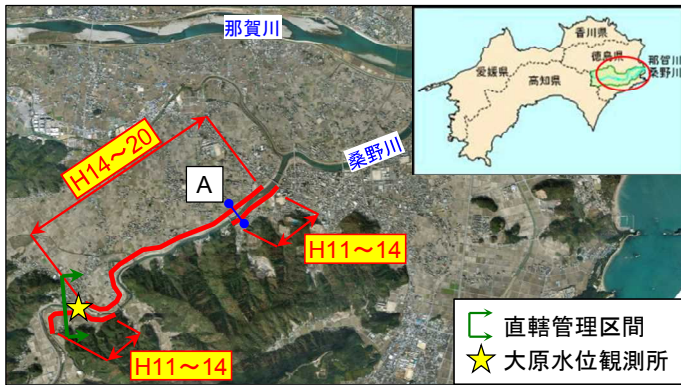 那賀川
香川県
徳島県
愛媛県
高知県
那賀川
桑野川
桑野川
H14～20
A
H11～14
H11～14
直轄管理区間
大原水位観測所